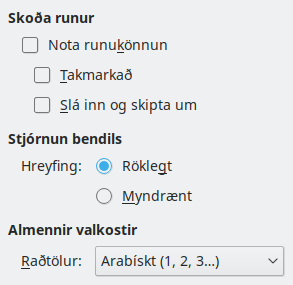 Skoða runur
Nota runukönnun
Takmarkað
Slá inn og skipta um
Stjórnun bendils
Hreyfing: Röklegt
Myndrænt
Almennir valkostir
Raðtölur: Arabískt (1, 2, 3…)